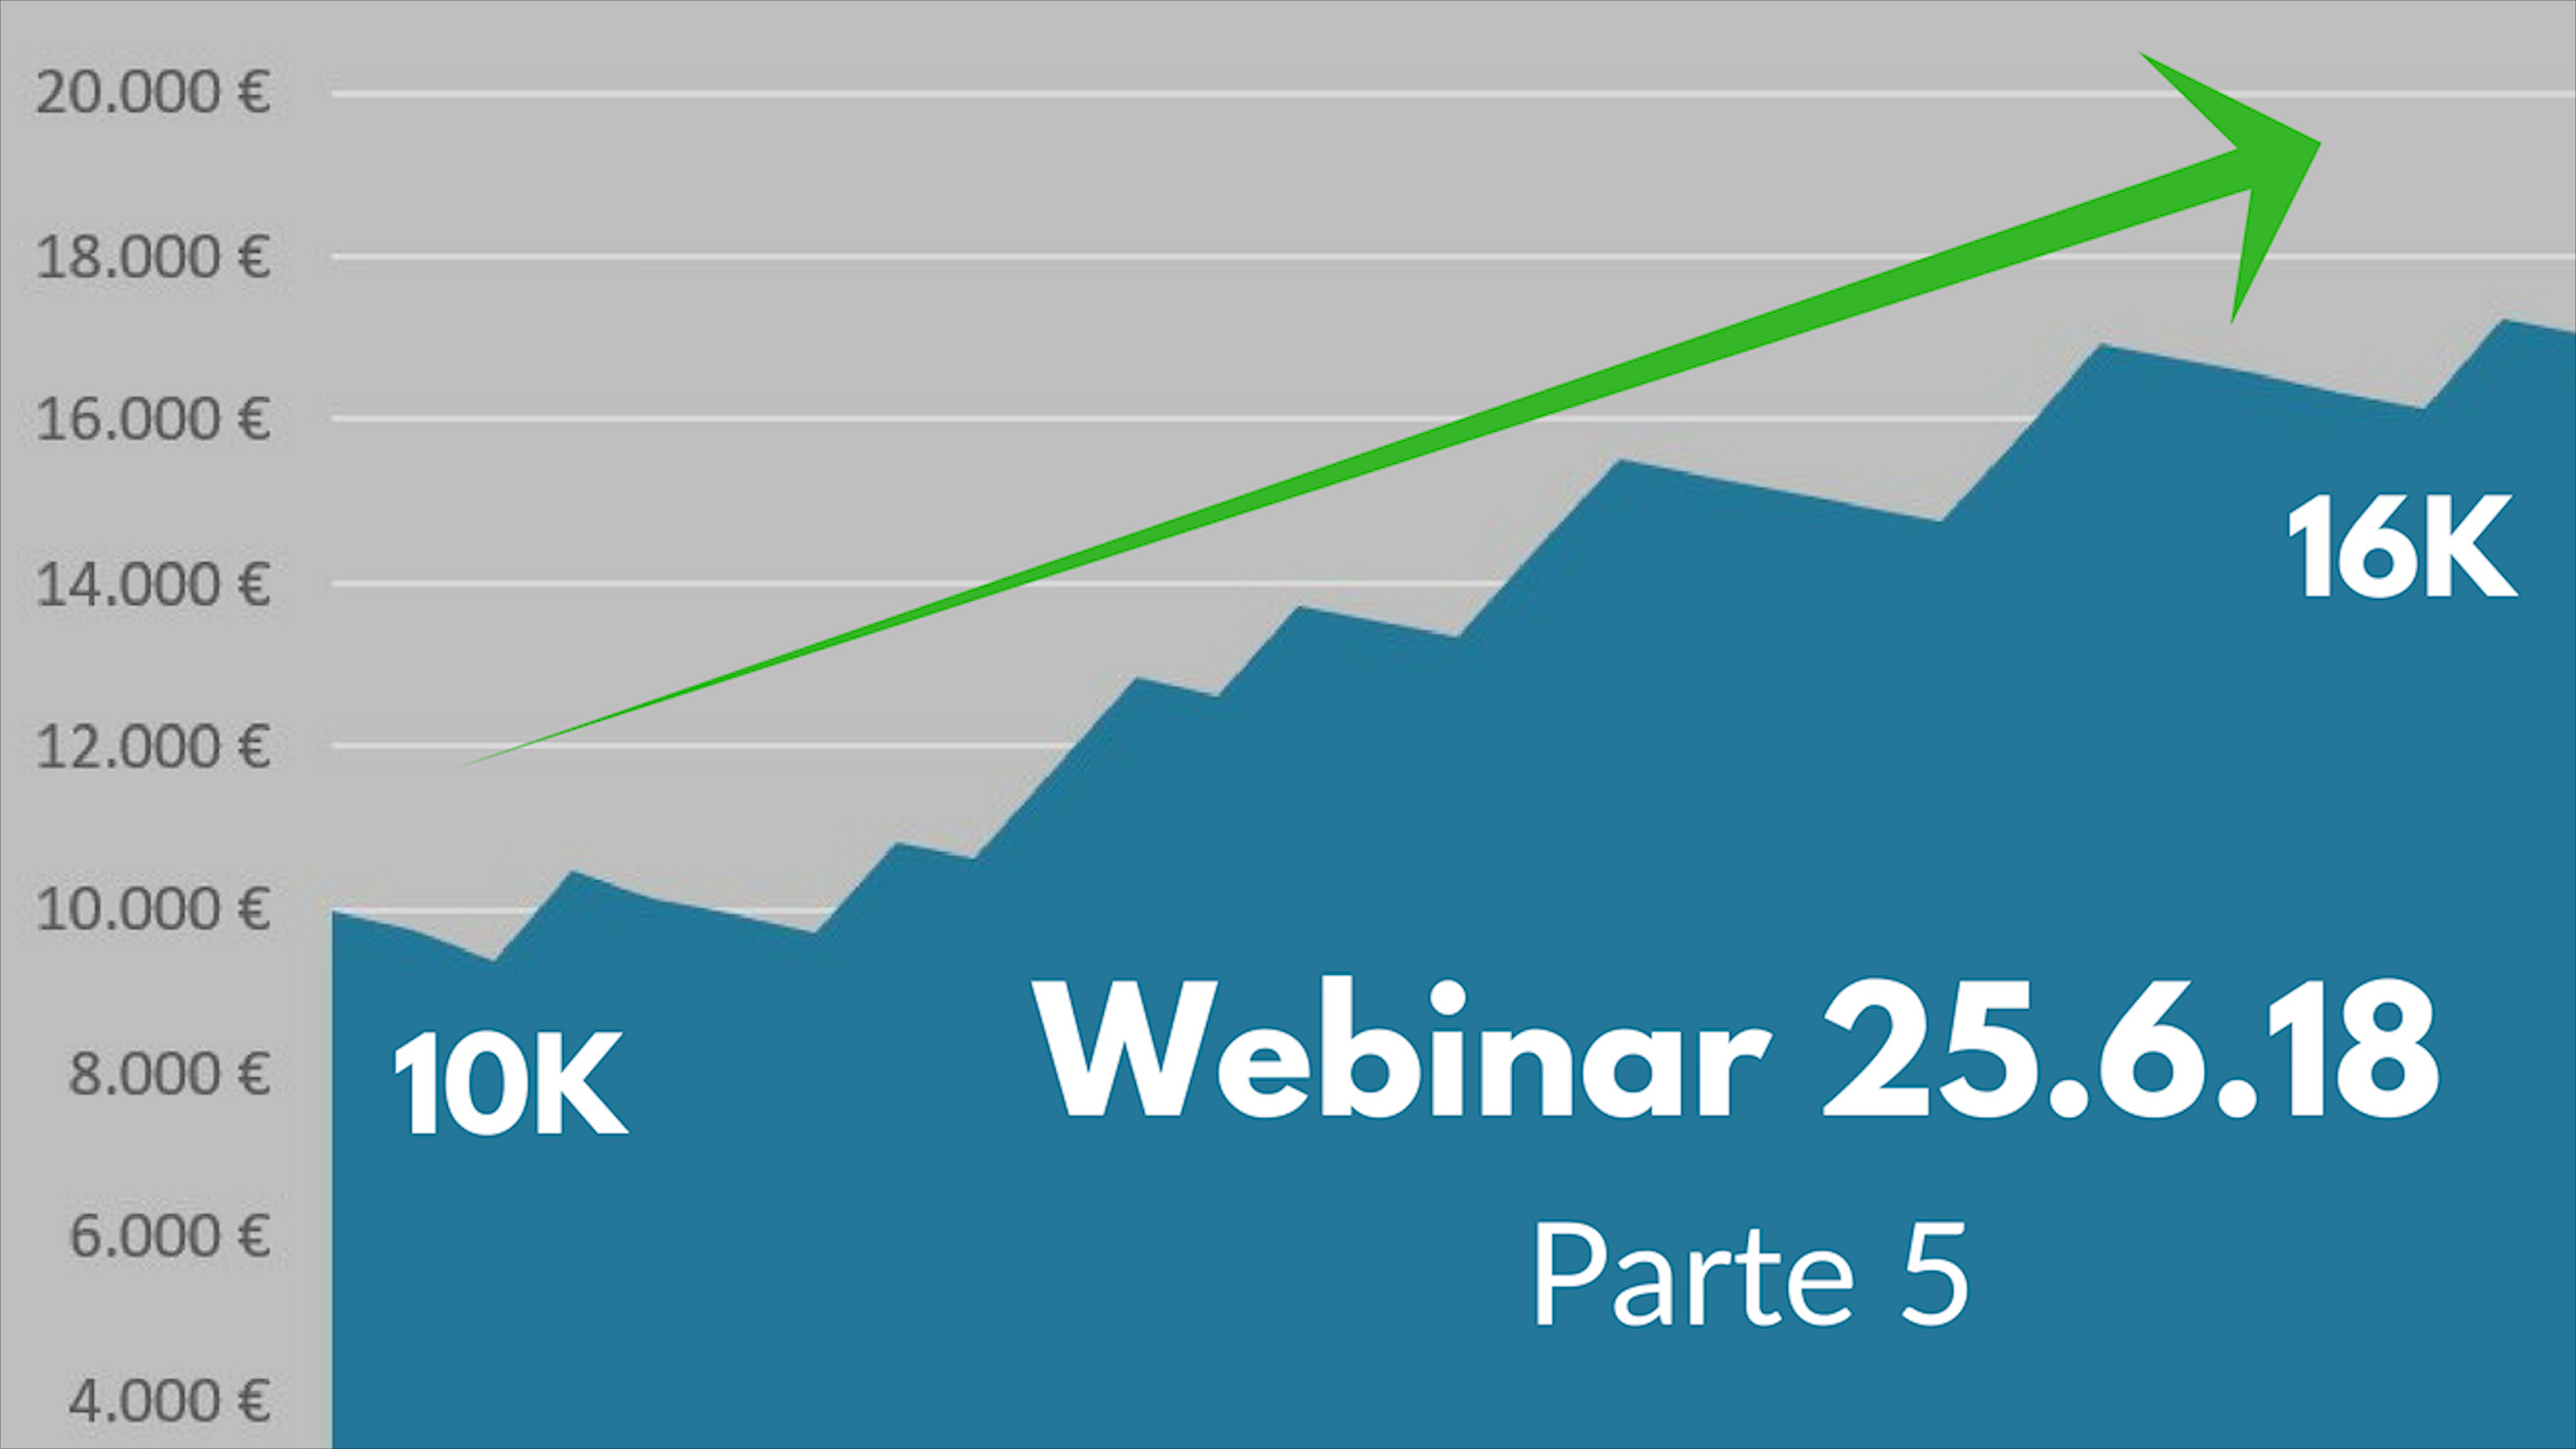 20.000 €
18.000 €
16.000 €
16K
14.000 €
12.000 €
10.000 €
Webinar 25.6.18
10K
8.000 €
Parte 5
6.000 €
4.000 €